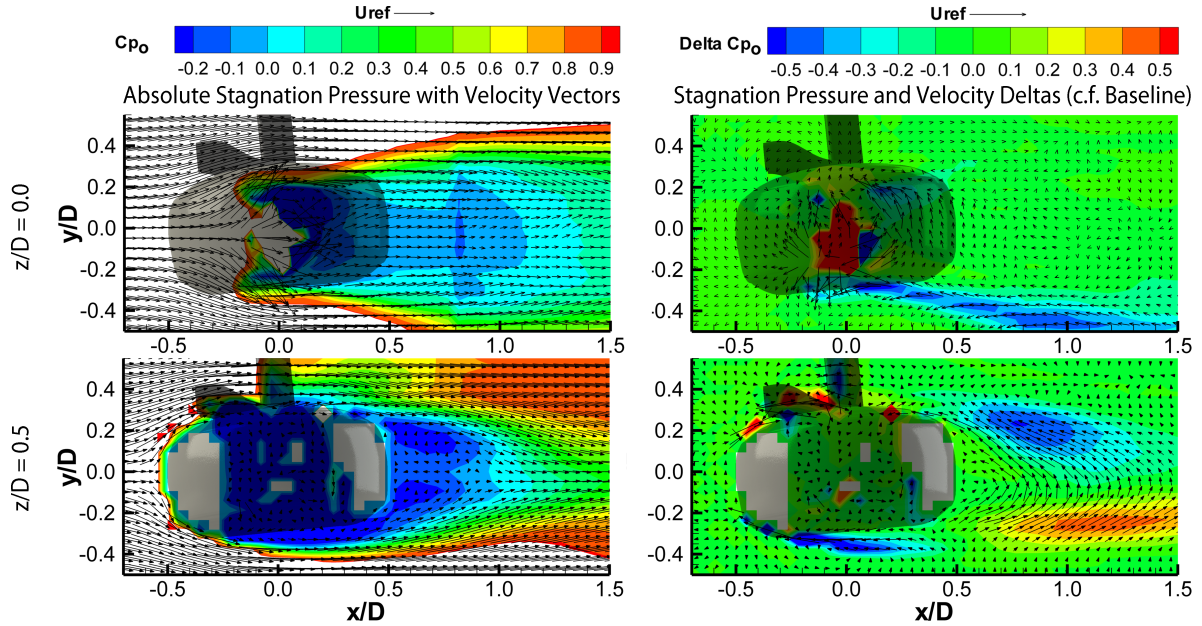 Uref
Cpo
-0.2 -0.1 0.0 0.1 0.2 0.3 0.4 0.5 0.6 0.7 0.8 0.9
Absolute Stagnation Pressure with Velocity Vectors
Uref
Delta Cpo
-0.5 -0.4 -0.3 -0.2 -0.1 0.0 0.1 0.2 0.3 0.4 0.5
Stagnation Pressure and Velocity Deltas (c.f. Baseline)
z/D = 0.0
y/D
0.4
0.2
0.0
-0.2
-0.4
-0.5 0.0 0.5 1.0 1.5
0.4
0.2
0.0
-0.2
-0.4
-0.5 0.0 0.5 1.0 1.5
z/D = 0.5
y/D
0.4
0.2
0.0
-0.2
-0.4
-0.5 0.0 0.5 1.0 1.5
x/D
0.4
0.2
0.0
-0.2
-0.4
-0.5 0.0 0.5 1.0 1.5
x/D